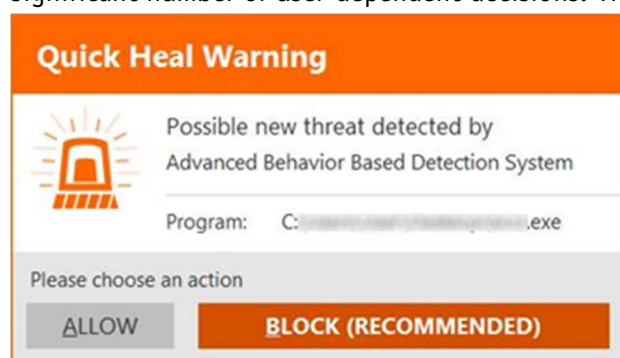 significant number of user dependent decisions.
Quick Heal Warning
Possible new threat detected by
Advanced Behavior Based Detection System
Program: C: .exe
Please choose an action
ALLOW BLOCK (RECOMMENDED)